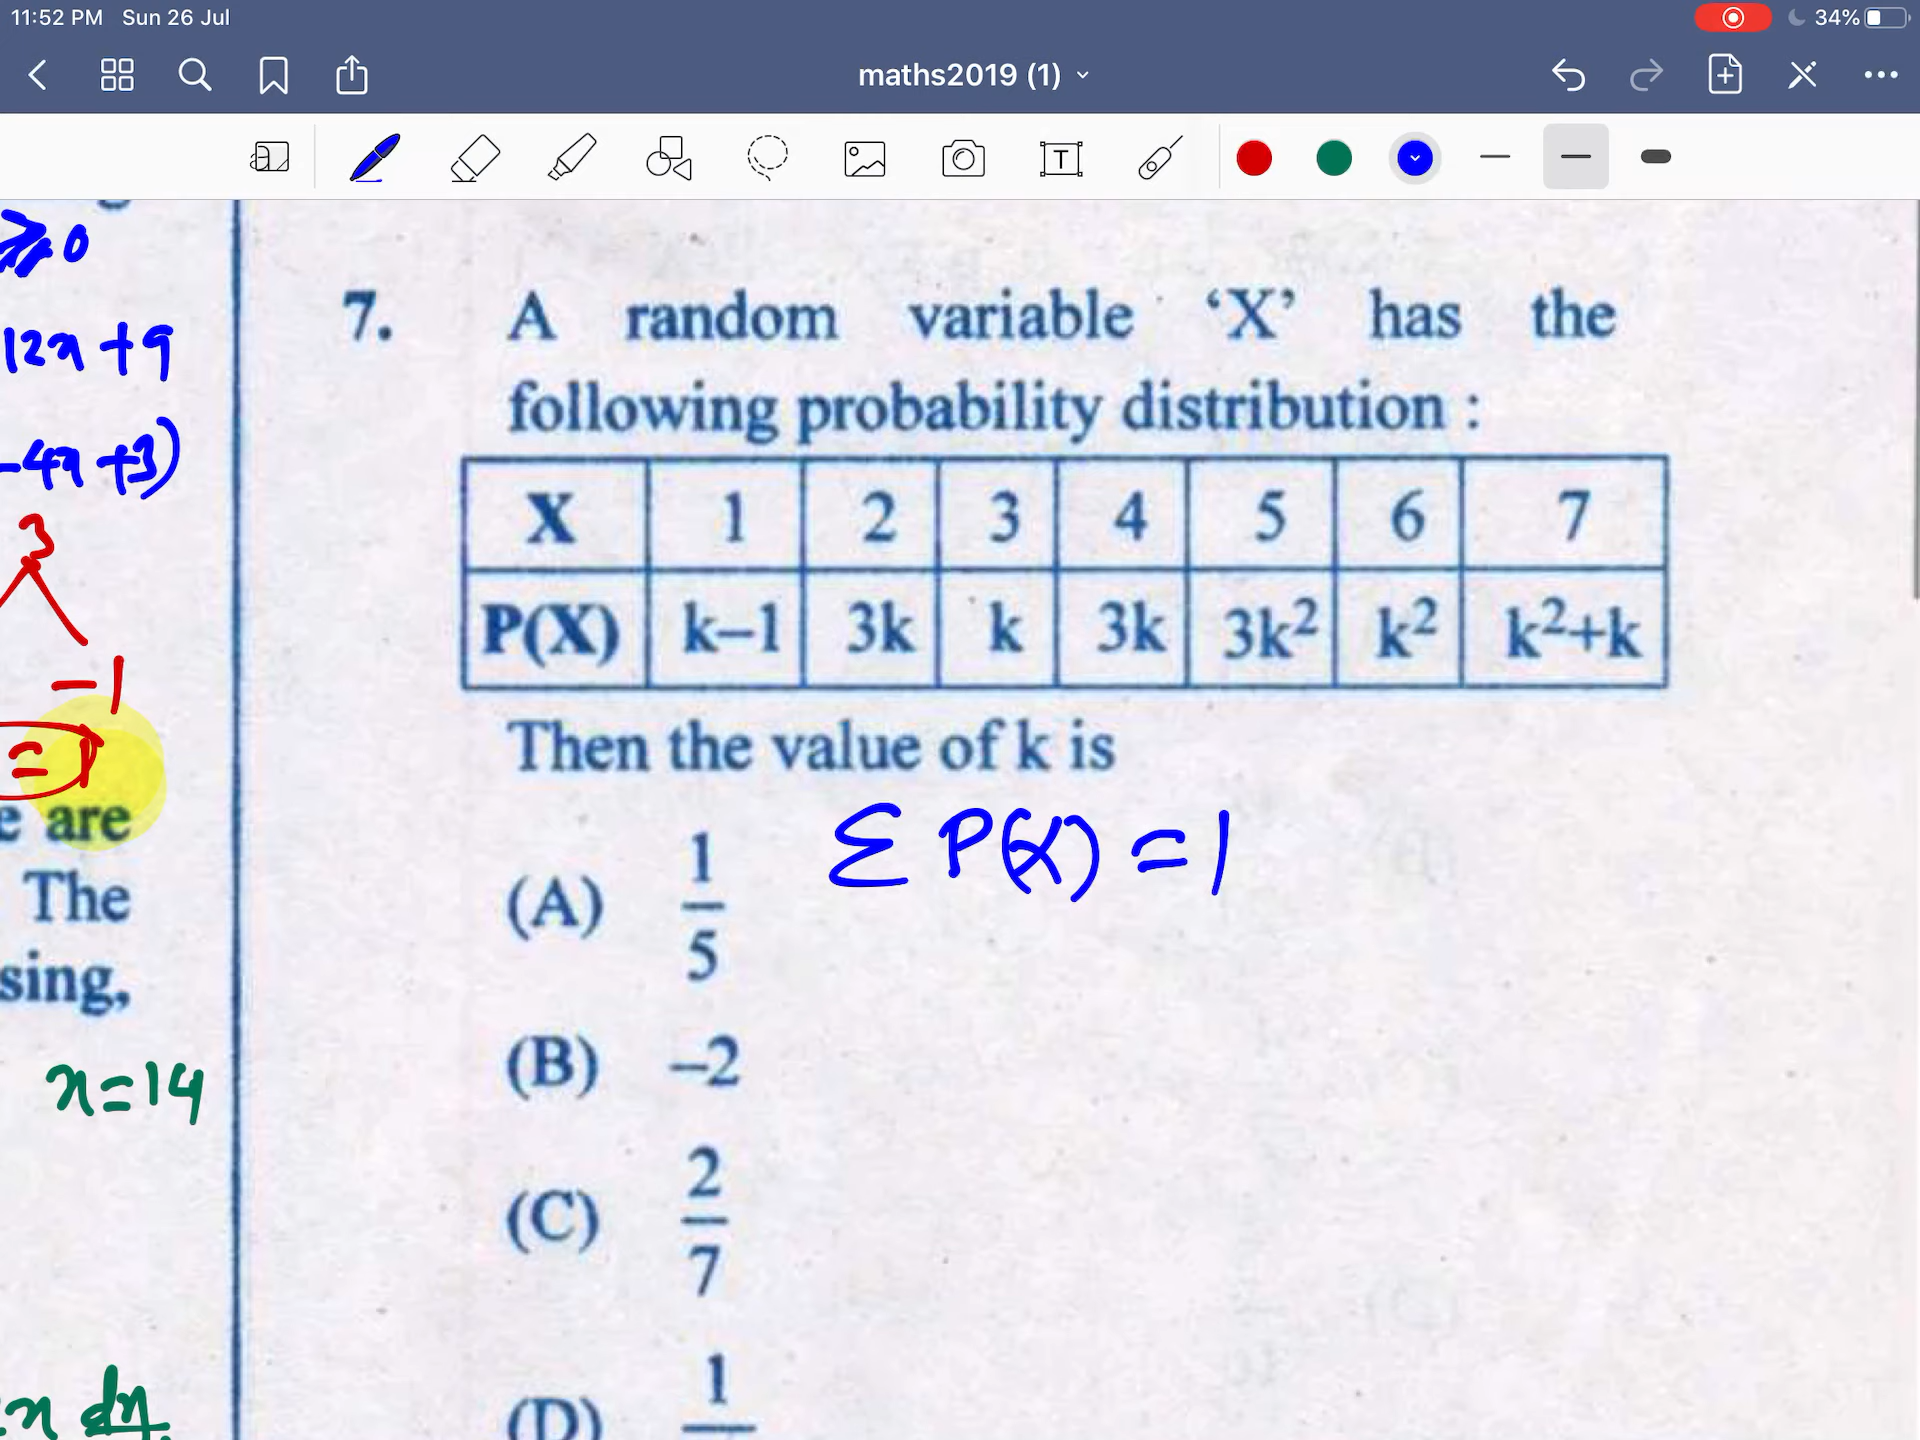 11:52 PM Sun 26 Jul
34%
maths2019 (1)
≥0
12x+9
-4x+3)
3
-1
=1
e are
The
sing,
x=14
x dx
7. A random variable ‘X’ has the
following probability distribution :
X 1 2 3 4 5 6 7
P(X) k–1 3k k 3k 3k² k² k²+k
Then the value of k is
Σ P(X) = 1
(A) 1/5
(B) –2
(C) 2/7
(D) 1